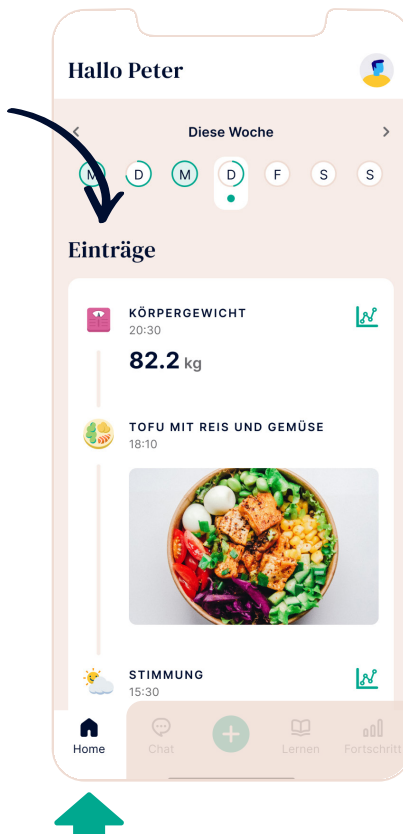 Hallo Peter
Diese Woche
M D M D F S S
Einträge
KÖRPERGEWICHT
20:30
82.2 kg
TOFU MIT REIS UND GEMÜSE
18:10
STIMMUNG
15:30
Home Chat Lernen Fortschritt